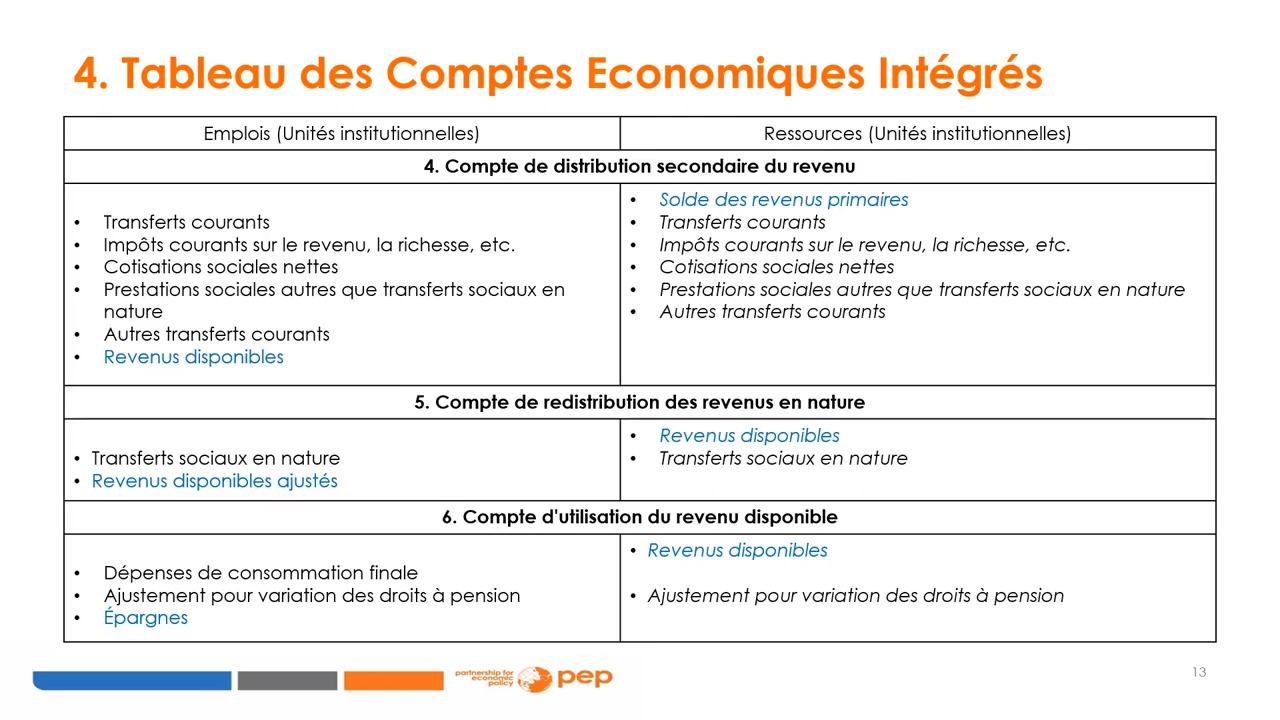 4. Tableau des Comptes Economiques Intégrés
Emplois (Unités institutionnelles)
Ressources (Unités institutionnelles)
4. Compte de distribution secondaire du revenu
• Transferts courants
• Impôts courants sur le revenu, la richesse, etc.
• Cotisations sociales nettes
• Prestations sociales autres que transferts sociaux en
nature
• Autres transferts courants
• Revenus disponibles
• Solde des revenus primaires
• Transferts courants
• Impôts courants sur le revenu, la richesse, etc.
• Cotisations sociales nettes
• Prestations sociales autres que transferts sociaux en nature
• Autres transferts courants
5. Compte de redistribution des revenus en nature
• Transferts sociaux en nature
• Revenus disponibles ajustés
• Revenus disponibles
• Transferts sociaux en nature
6. Compte d'utilisation du revenu disponible
• Dépenses de consommation finale
• Ajustement pour variation des droits à pension
• Épargnes
• Revenus disponibles
• Ajustement pour variation des droits à pension
partnership for
economic
policy
pep
13